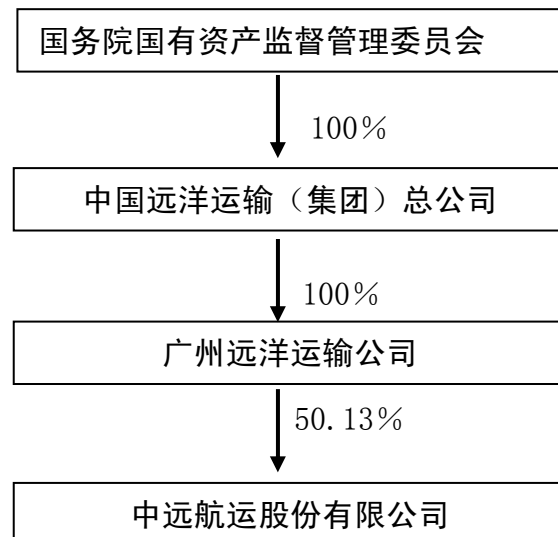 国务院国有资产监督管理委员会
100％
中国远洋运输（集团）总公司
100％
广州远洋运输公司
50.13％
中远航运股份有限公司